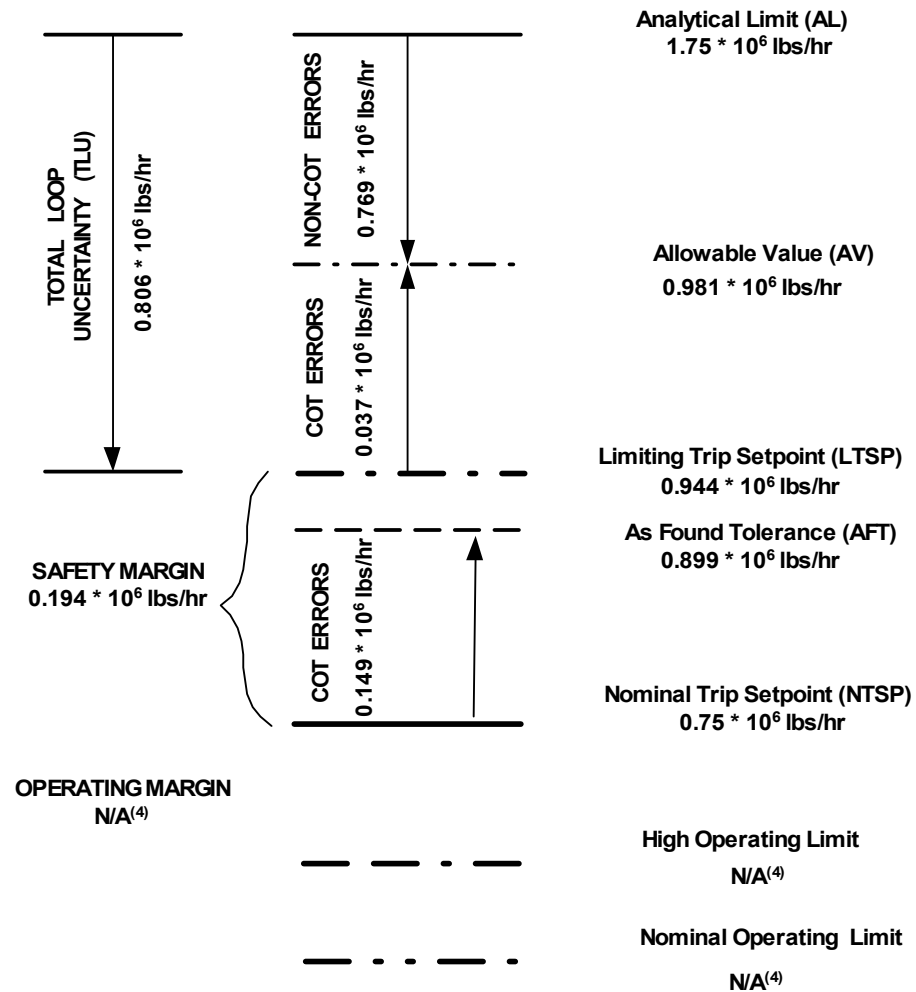 Analytical Limit (AL)
1.75 * 10⁶ lbs/hr
TOTAL LOOP
UNCERTAINTY (TLU)
0.806 * 10⁶ lbs/hr
NON-COT ERRORS
0.769 * 10⁶ lbs/hr
Allowable Value (AV)
0.981 * 10⁶ lbs/hr
COT ERRORS
0.037 * 10⁶ lbs/hr
Limiting Trip Setpoint (LTSP)
0.944 * 10⁶ lbs/hr
As Found Tolerance (AFT)
0.899 * 10⁶ lbs/hr
SAFETY MARGIN
0.194 * 10⁶ lbs/hr
COT ERRORS
0.149 * 10⁶ lbs/hr
Nominal Trip Setpoint (NTSP)
0.75 * 10⁶ lbs/hr
OPERATING MARGIN
N/A⁽⁴⁾
High Operating Limit
N/A⁽⁴⁾
Nominal Operating Limit
N/A⁽⁴⁾